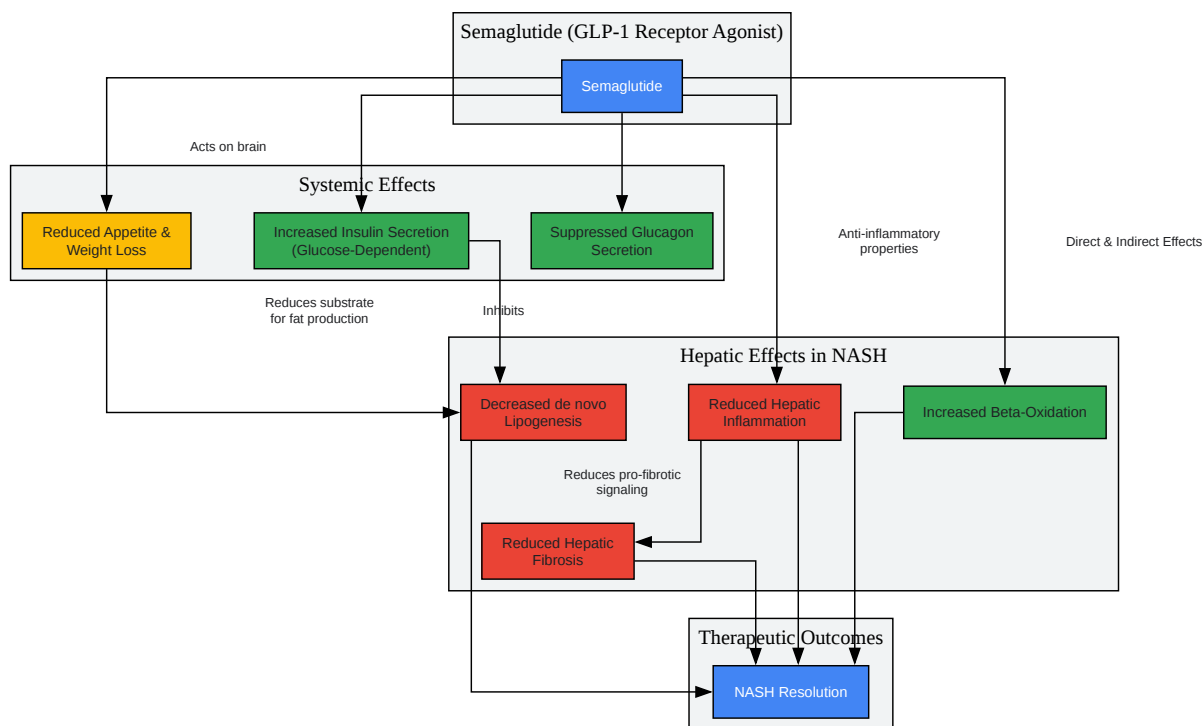 Semaglutide (GLP-1 Receptor Agonist)
Semaglutide
Acts on brain
Systemic Effects
Reduced Appetite &
Weight Loss
Increased Insulin Secretion
(Glucose-Dependent)
Suppressed Glucagon
Secretion
Anti-inflammatory
properties
Direct & Indirect Effects
Reduces substrate
for fat production
Inhibits
Hepatic Effects in NASH
Decreased de novo
Lipogenesis
Reduced Hepatic
Inflammation
Increased Beta-Oxidation
Reduces pro-fibrotic
signaling
Reduced Hepatic
Fibrosis
Therapeutic Outcomes
NASH Resolution